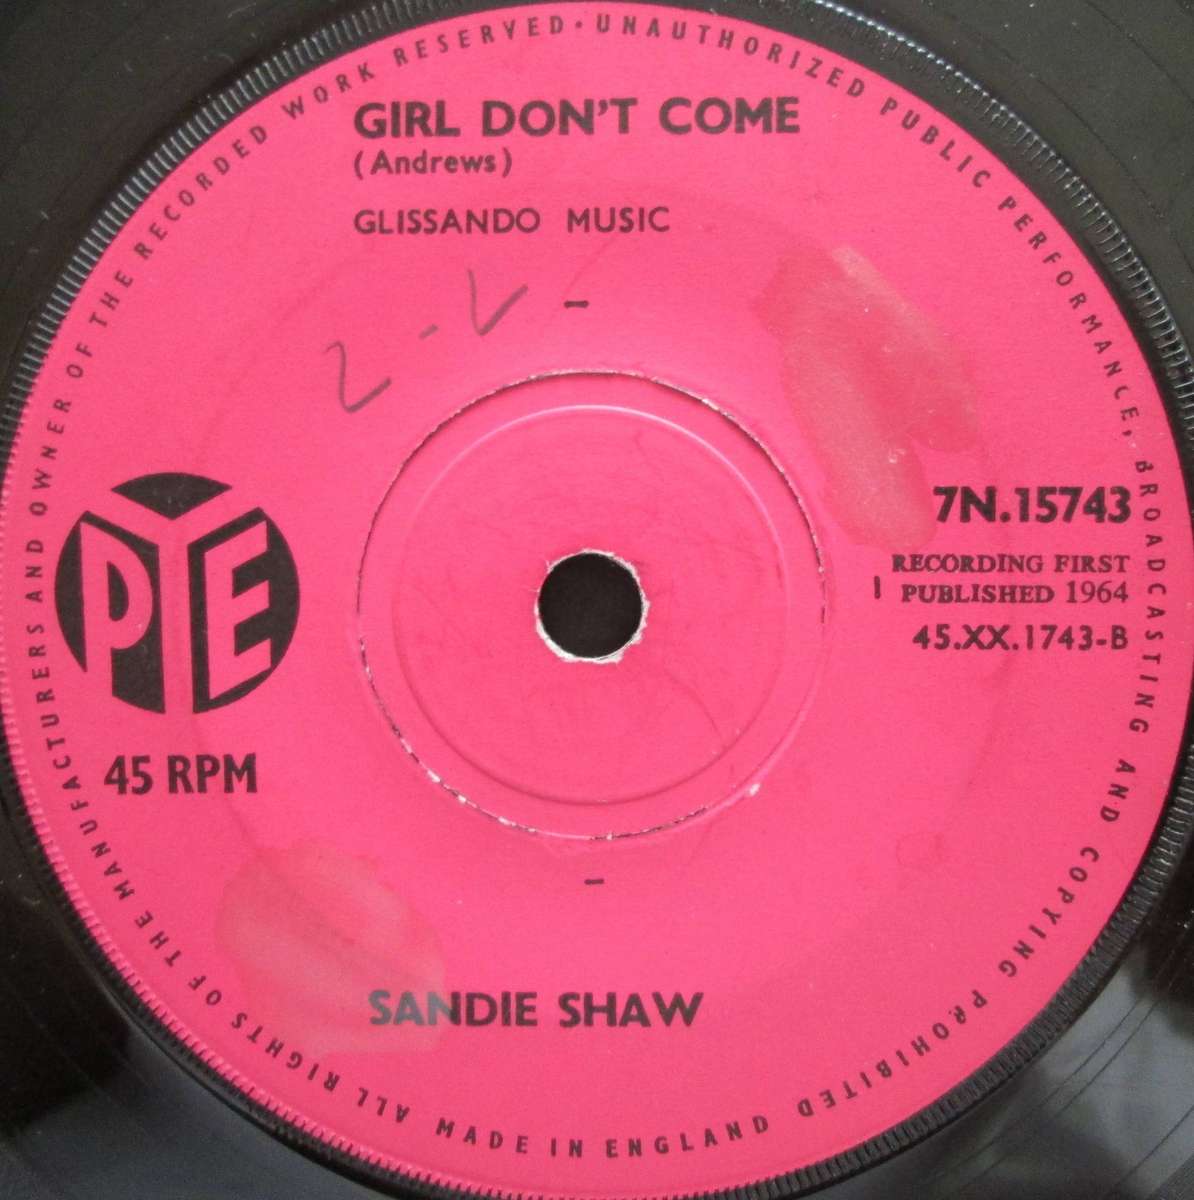 GIRL DON'T COME
(Andrews)
GLISSANDO MUSIC
PYE
7N.15743
RECORDING FIRST
PUBLISHED 1964
45.XX.1743-B
45 RPM
SANDIE SHAW
ALL RIGHTS OF THE MANUFACTURERS AND OWNER OF THE RECORDED WORK RESERVED · UNAUTHORIZED PUBLIC PERFORMANCE, BROADCASTING AND COPYING PROHIBITED
MADE IN ENGLAND